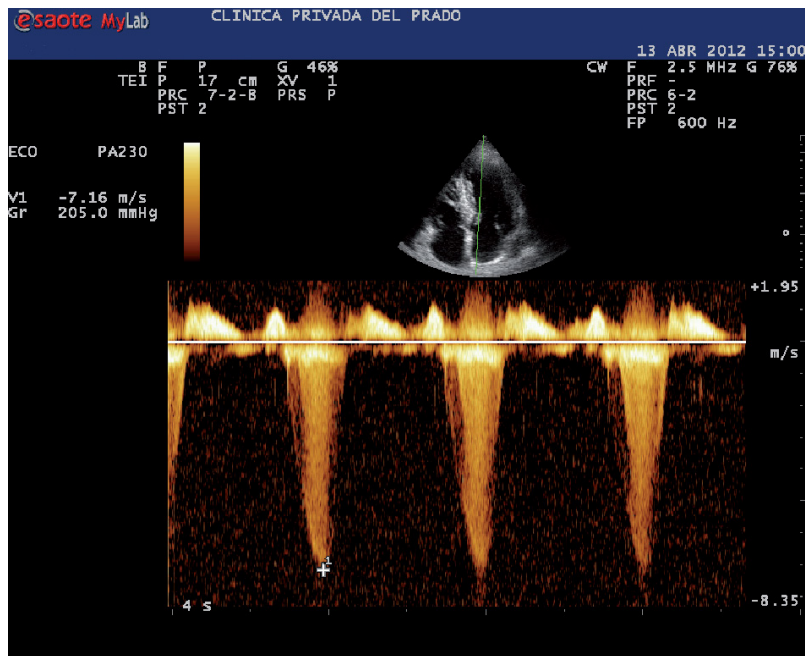 esaote MyLab
CLINICA PRIVADA DEL PRADO
13 ABR 2012 15:00
B F P G 46%
TEI P 17 cm XV 1
PRC 7-2-B PRS P
PST 2
CW F 2.5 MHz G 76%
PRF -
PRC 6-2
PST 2
FP 600 Hz
ECO PA230
V1 -7.16 m/s
Gr 205.0 mmHg
+1.95
m/s
1
-8.35
4 s